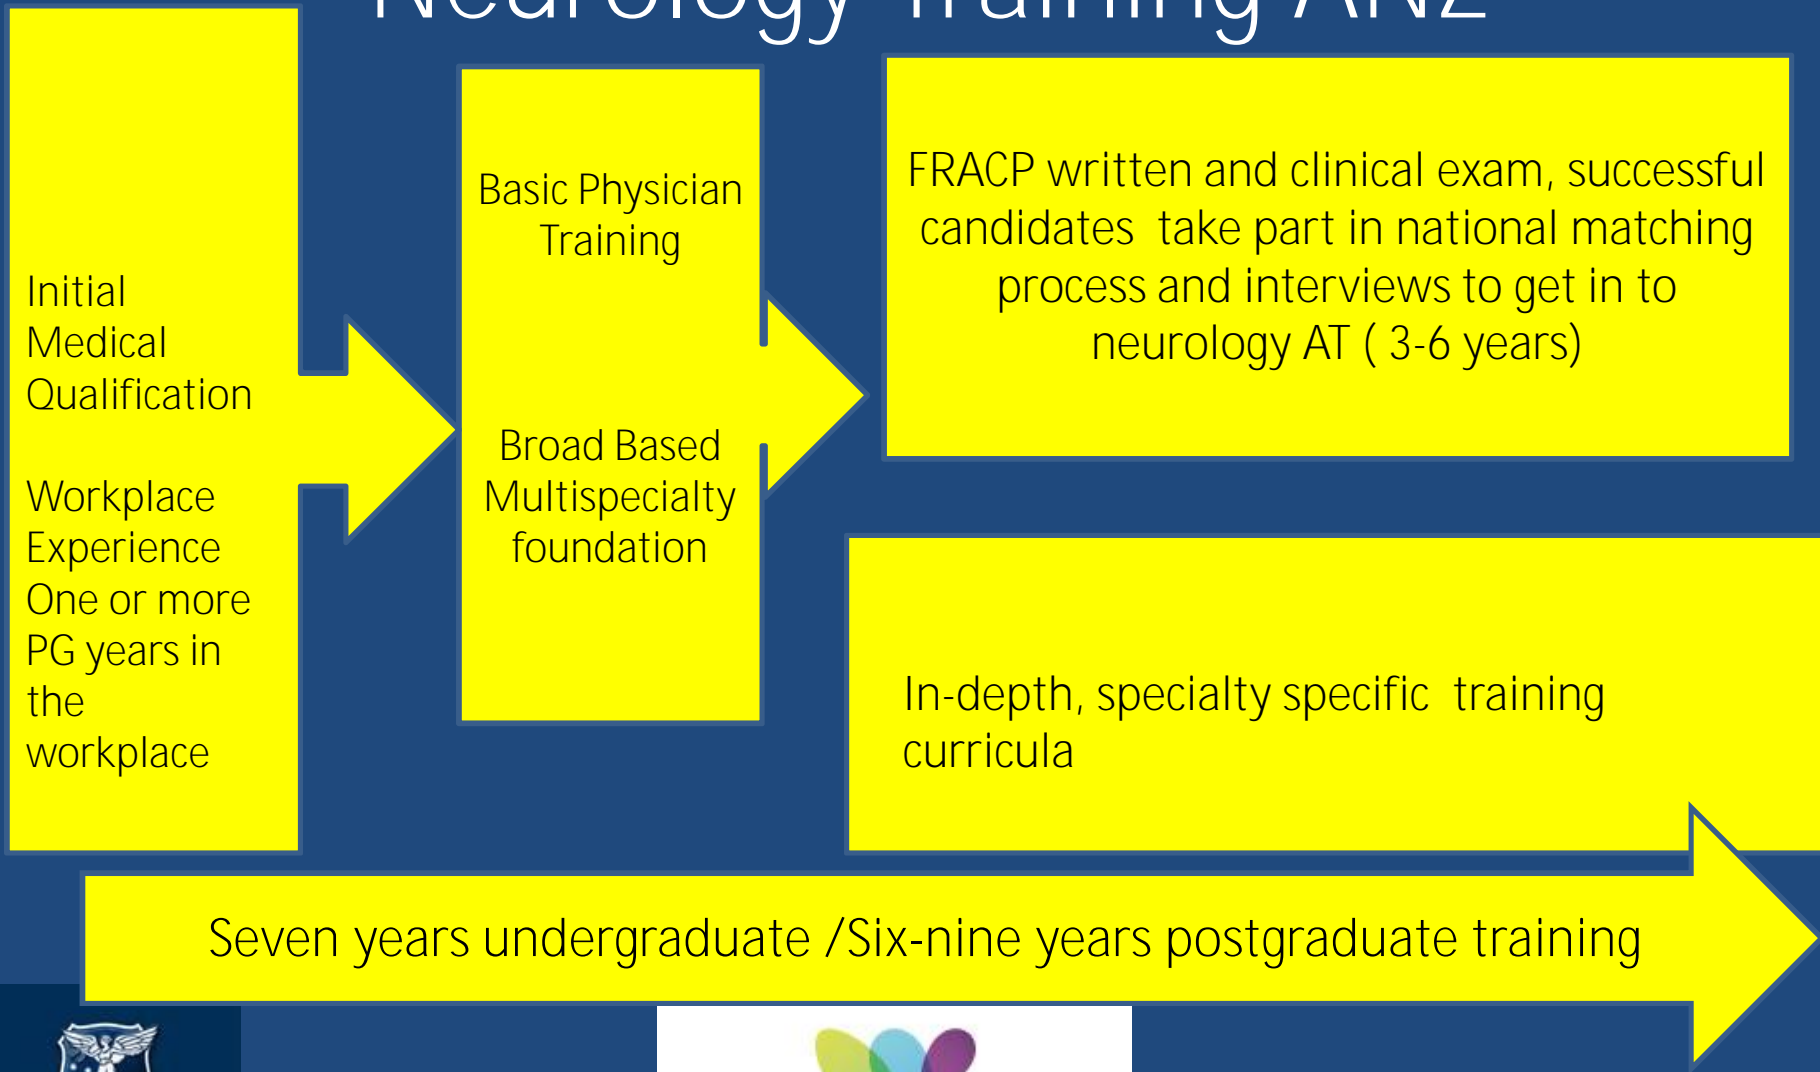 Neurology Training ANZ
Initial
Medical
Qualification
Workplace
Experience
One or more
PG years in
the
workplace
Basic Physician
Training
Broad Based
Multispecialty
foundation
FRACP written and clinical exam, successful
candidates take part in national matching
process and interviews to get in to
neurology AT ( 3-6 years)
In-depth, specialty specific training
curricula
Seven years undergraduate /Six-nine years postgraduate training